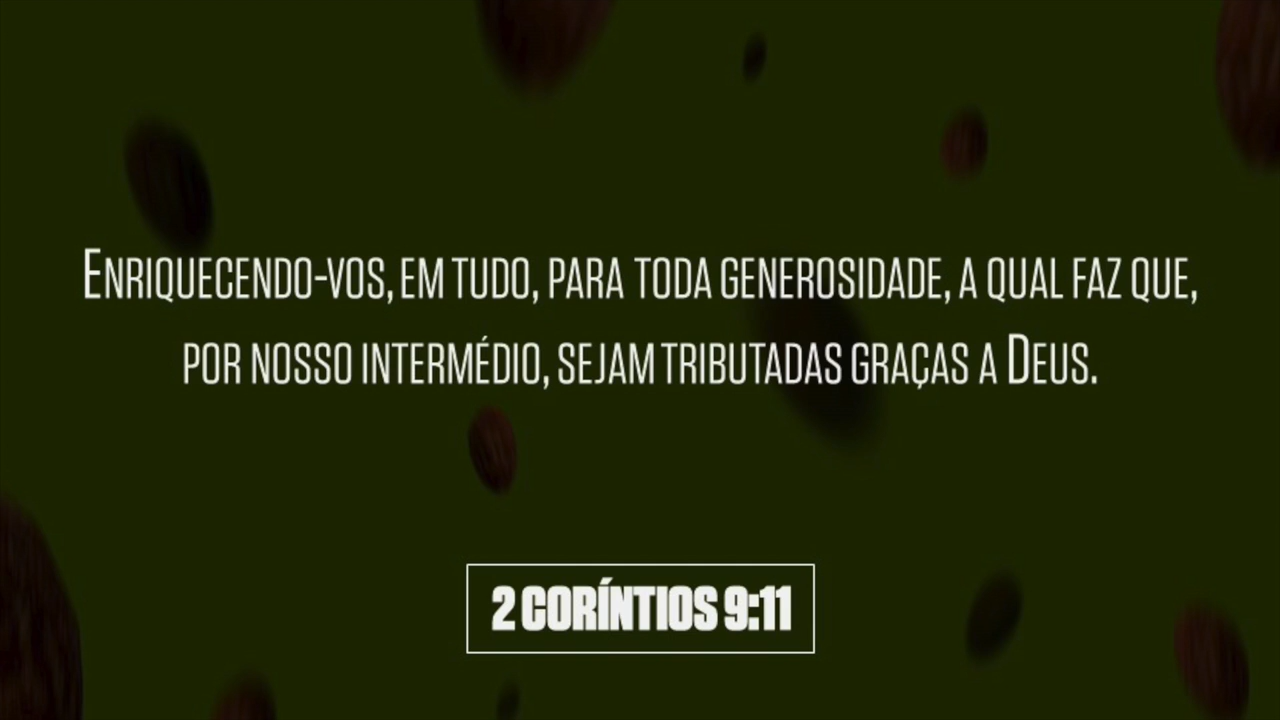 Enriquecendo-vos, em tudo, para toda generosidade, a qual faz que,
por nosso intermédio, sejam tributadas graças a Deus.
2 CORÍNTIOS 9:11